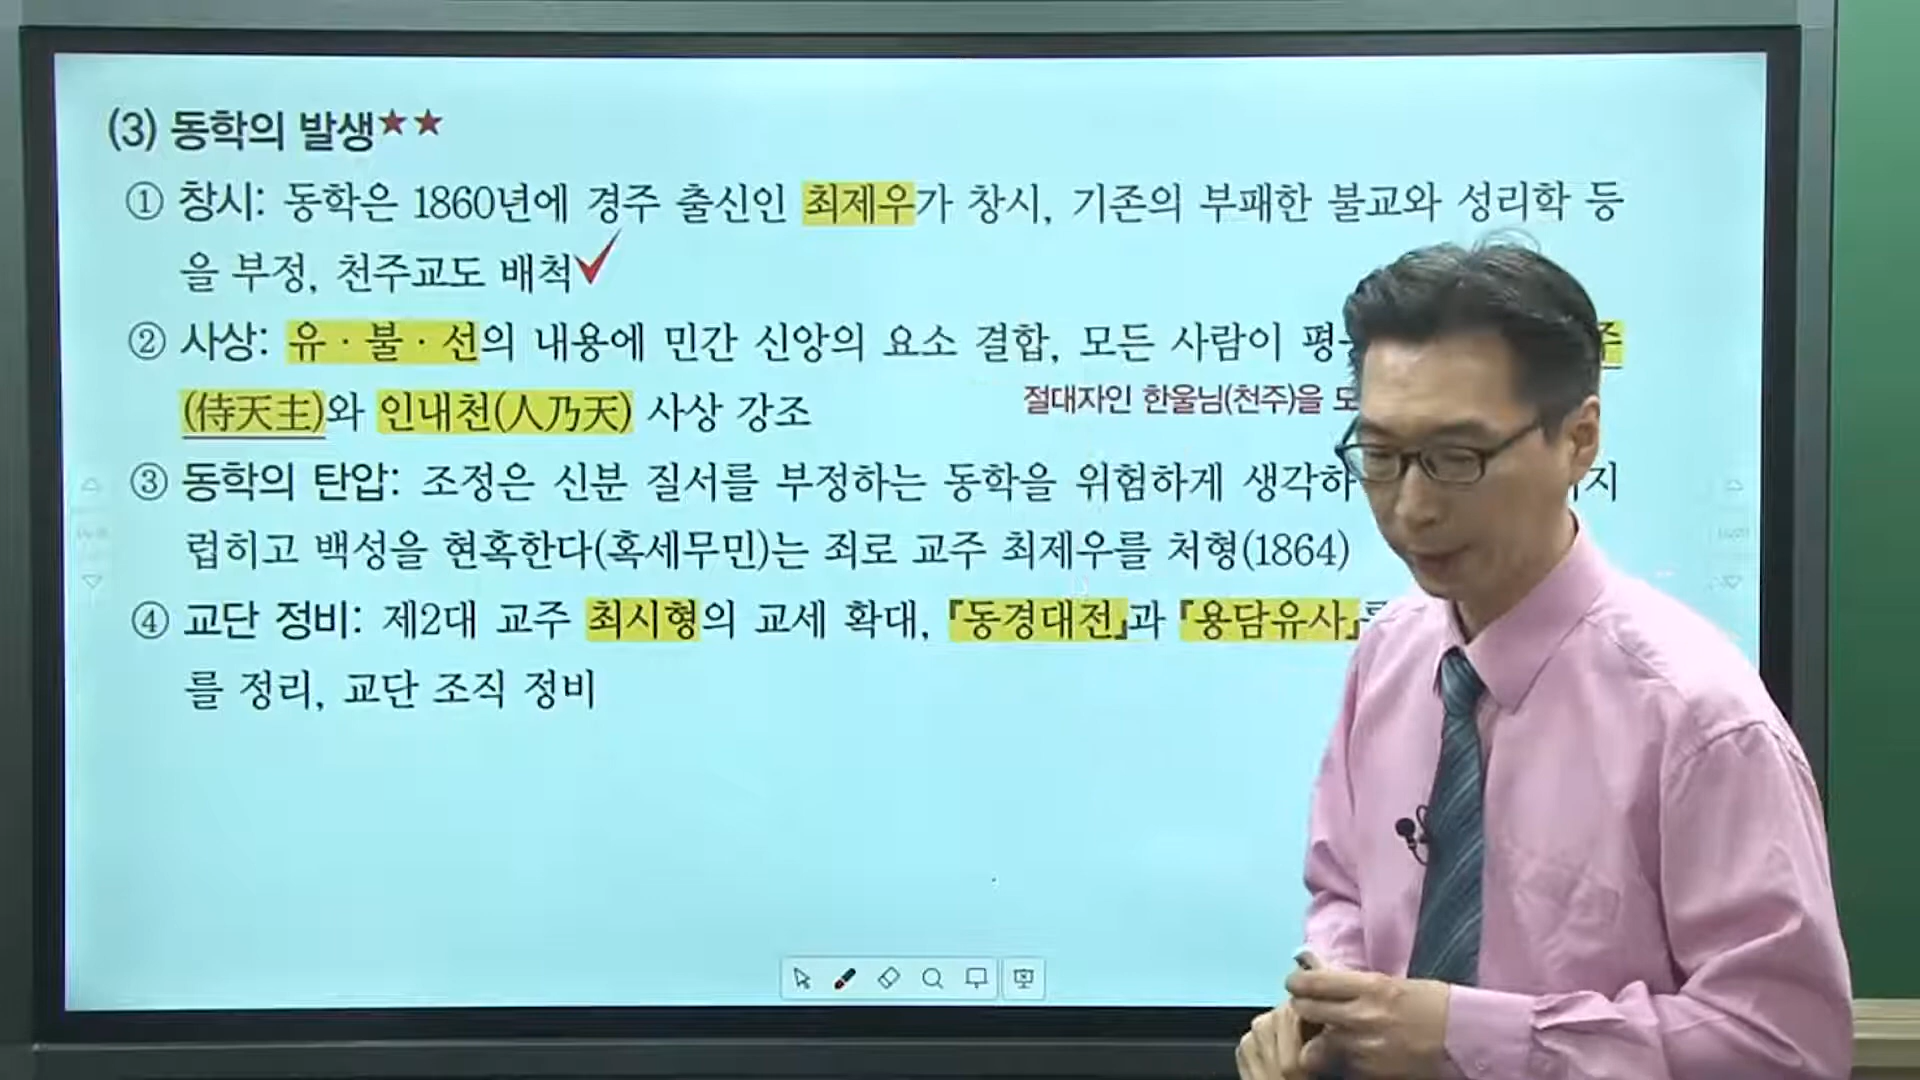 (3) 동학의 발생★★
① 창시: 동학은 1860년에 경주 출신인 최제우가 창시, 기존의 부패한 불교와 성리학 등
을 부정, 천주교도 배척✓
② 사상: 유·불·선의 내용에 민간 신앙의 요소 결합, 모든 사람이 주
절대자인 한울님(천주)을
(侍天主)와 인내천(人乃天) 사상 강조
③ 동학의 탄압: 조정은 신분 질서를 부정하는 동학을 위험하게 생각하 지
럽히고 백성을 현혹한다(혹세무민)는 죄로 교주 최제우를 처형(1864)
④ 교단 정비: 제2대 교주 최시형의 교세 확대, 『동경대전』과 『용담유사』
를 정리, 교단 조직 정비